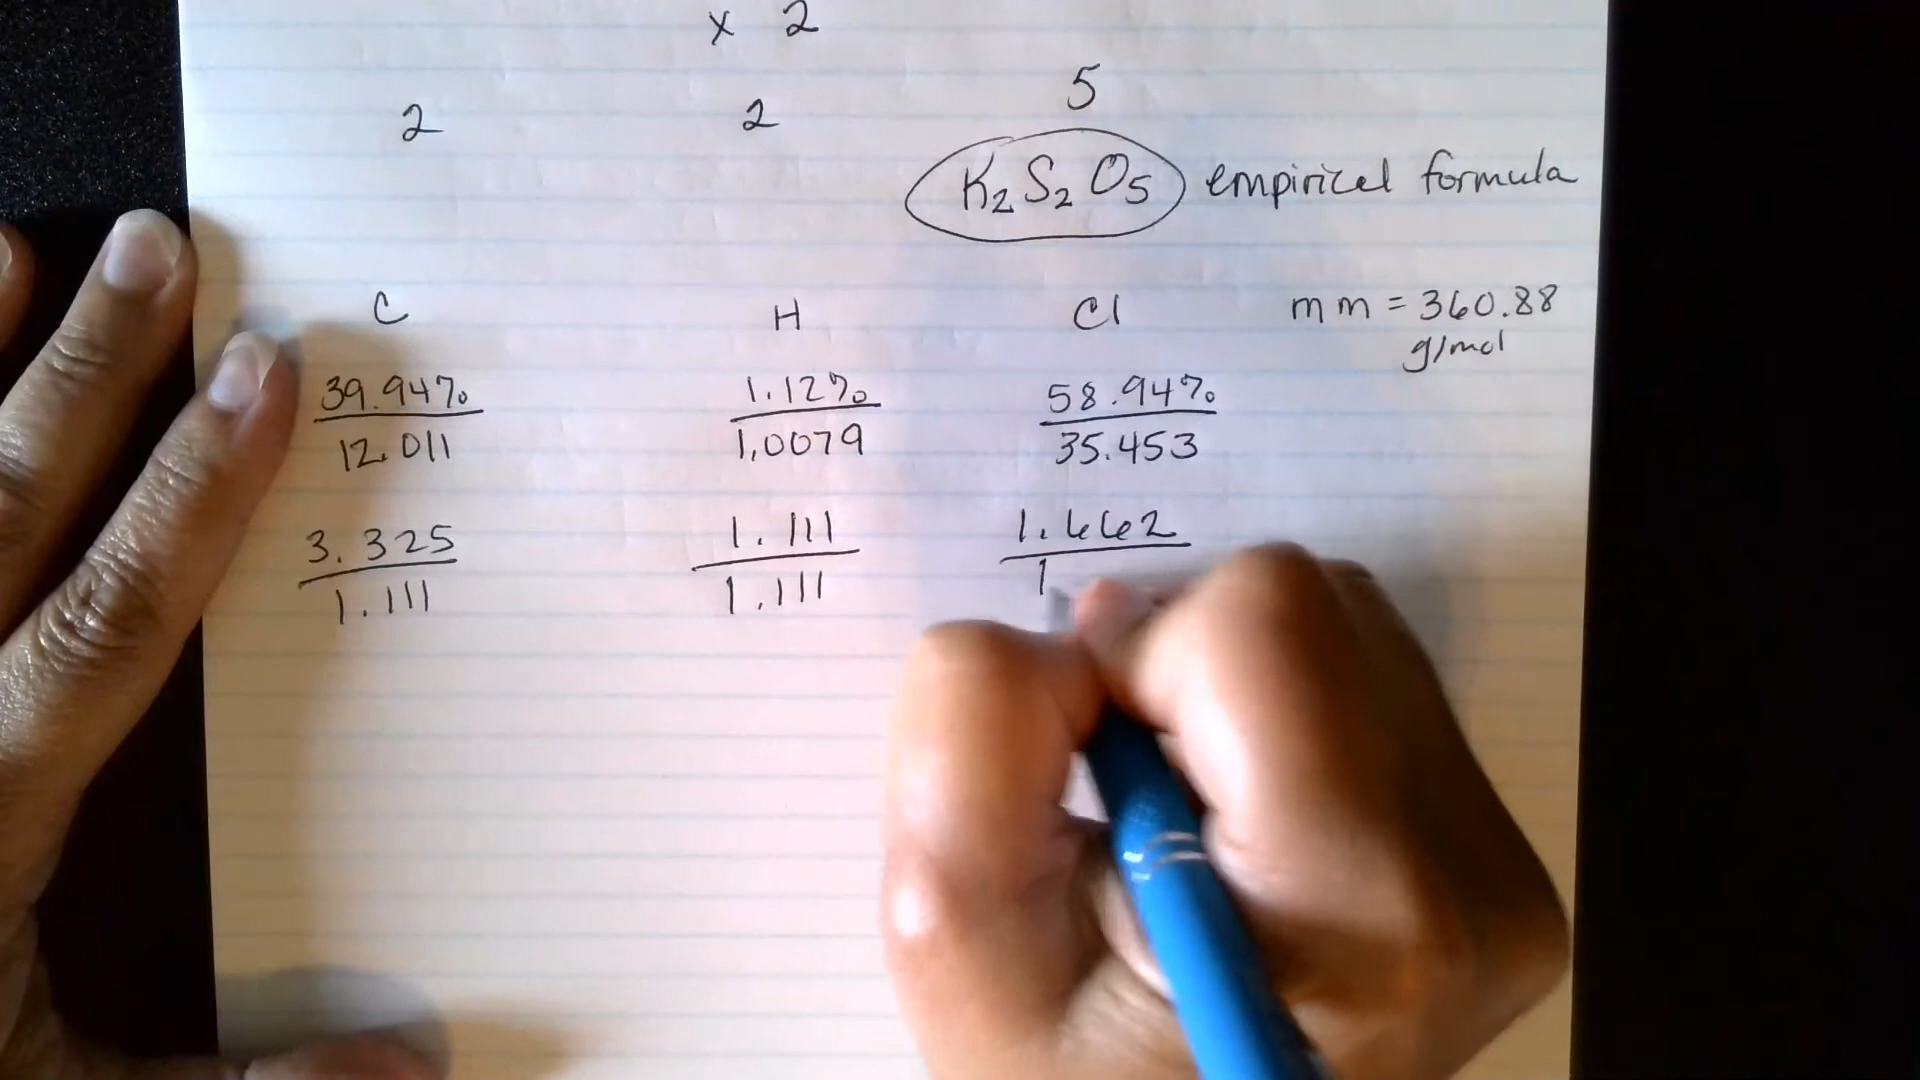 x 2
2 2 5
K2S2O5 empirical formula
C H Cl mm = 360.88
g/mol
39.94% 1.12% 58.94%
12.011 1.0079 35.453
3.325 1.111 1.662
1.111 1.111 1